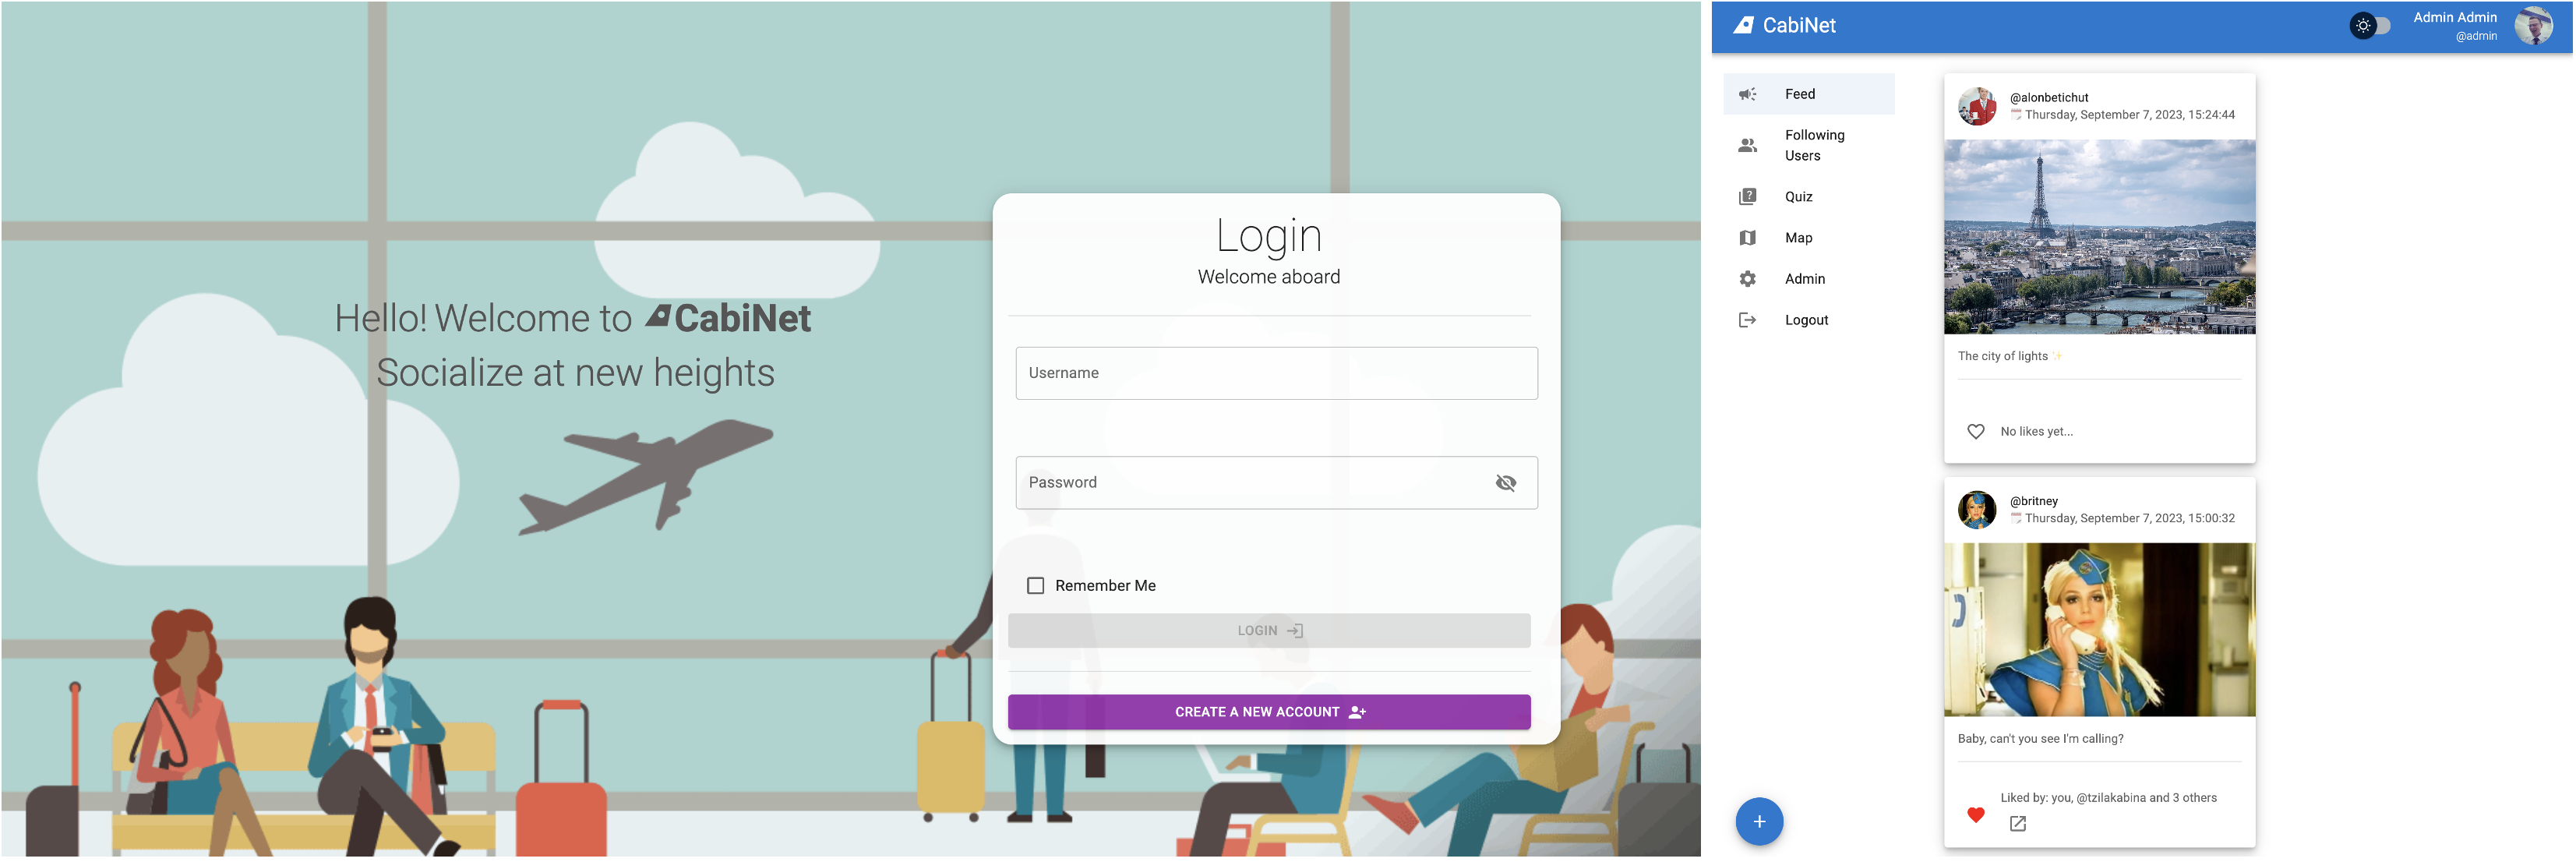 Hello! Welcome to CabiNet
Socialize at new heights
Login
Welcome aboard
Username
Password
Remember Me
LOGIN
CREATE A NEW ACCOUNT
CabiNet
Admin Admin
@admin
Feed
Following
Users
Quiz
Map
Admin
Logout
@alonbetichut
Thursday, September 7, 2023, 15:24:44
The city of lights ✨
No likes yet...
@britney
Thursday, September 7, 2023, 15:00:32
Baby, can't you see I'm calling?
Liked by: you, @tzilakabina and 3 others